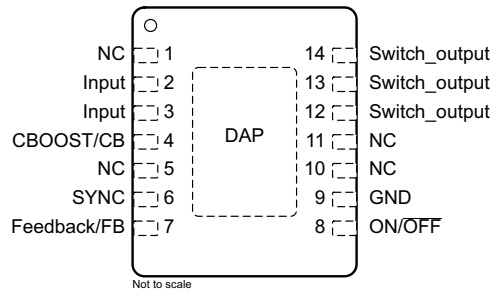 NC 1 14 Switch_output
Input 2 13 Switch_output
Input 3 12 Switch_output
CBOOST/CB 4 DAP 11 NC
NC 5 10 NC
SYNC 6 9 GND
Feedback/FB 7 8 ON/OFF
Not to scale